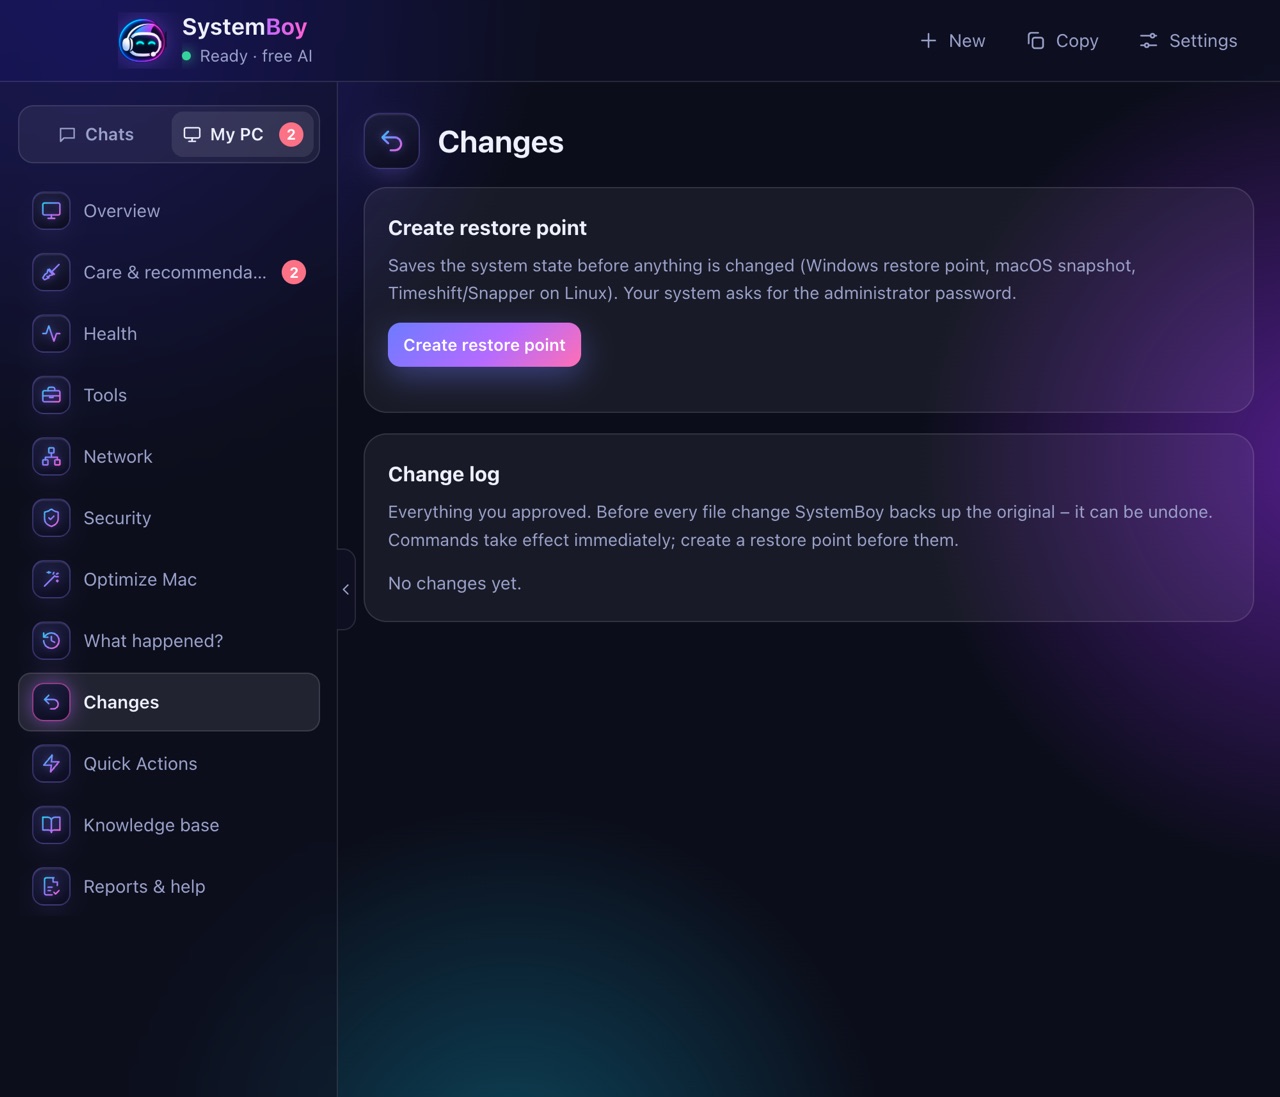 SystemBoy
Ready · free AI
New
Copy
Settings
Chats
My PC
2
Overview
Care & recommenda...
2
Health
Tools
Network
Security
Optimize Mac
What happened?
Changes
Quick Actions
Knowledge base
Reports & help
Changes
Create restore point
Saves the system state before anything is changed (Windows restore point, macOS snapshot,
Timeshift/Snapper on Linux). Your system asks for the administrator password.
Create restore point
Change log
Everything you approved. Before every file change SystemBoy backs up the original – it can be undone.
Commands take effect immediately; create a restore point before them.
No changes yet.